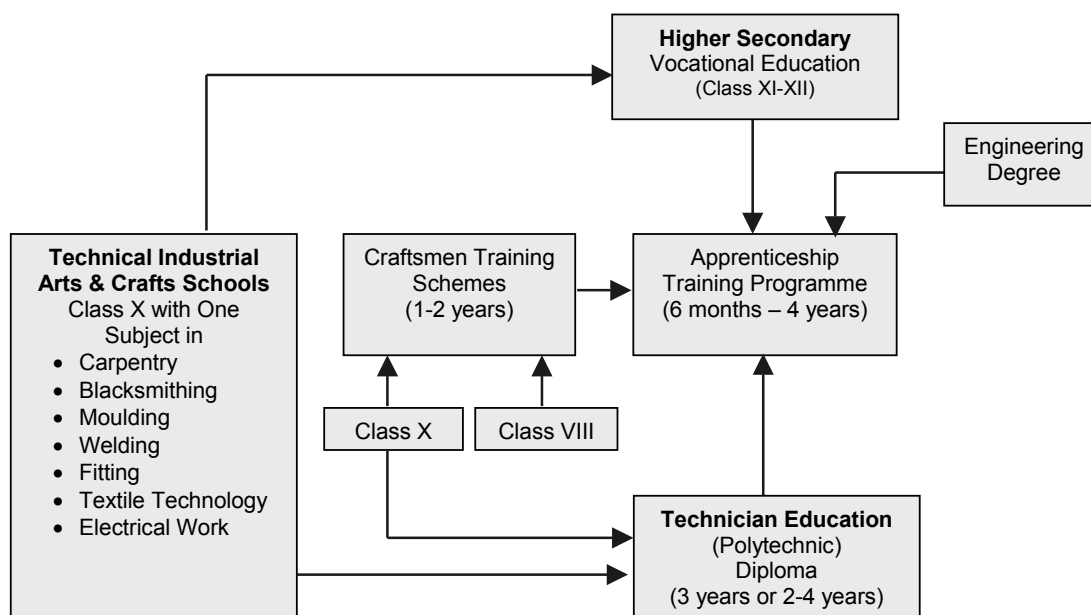 Higher Secondary
Vocational Education
(Class XI-XII)
Engineering
Degree
Technical Industrial
Arts & Crafts Schools
Class X with One
Subject in
• Carpentry
• Blacksmithing
• Moulding
• Welding
• Fitting
• Textile Technology
• Electrical Work
Craftsmen Training
Schemes
(1-2 years)
Apprenticeship
Training Programme
(6 months – 4 years)
Class X
Class VIII
Technician Education
(Polytechnic)
Diploma
(3 years or 2-4 years)